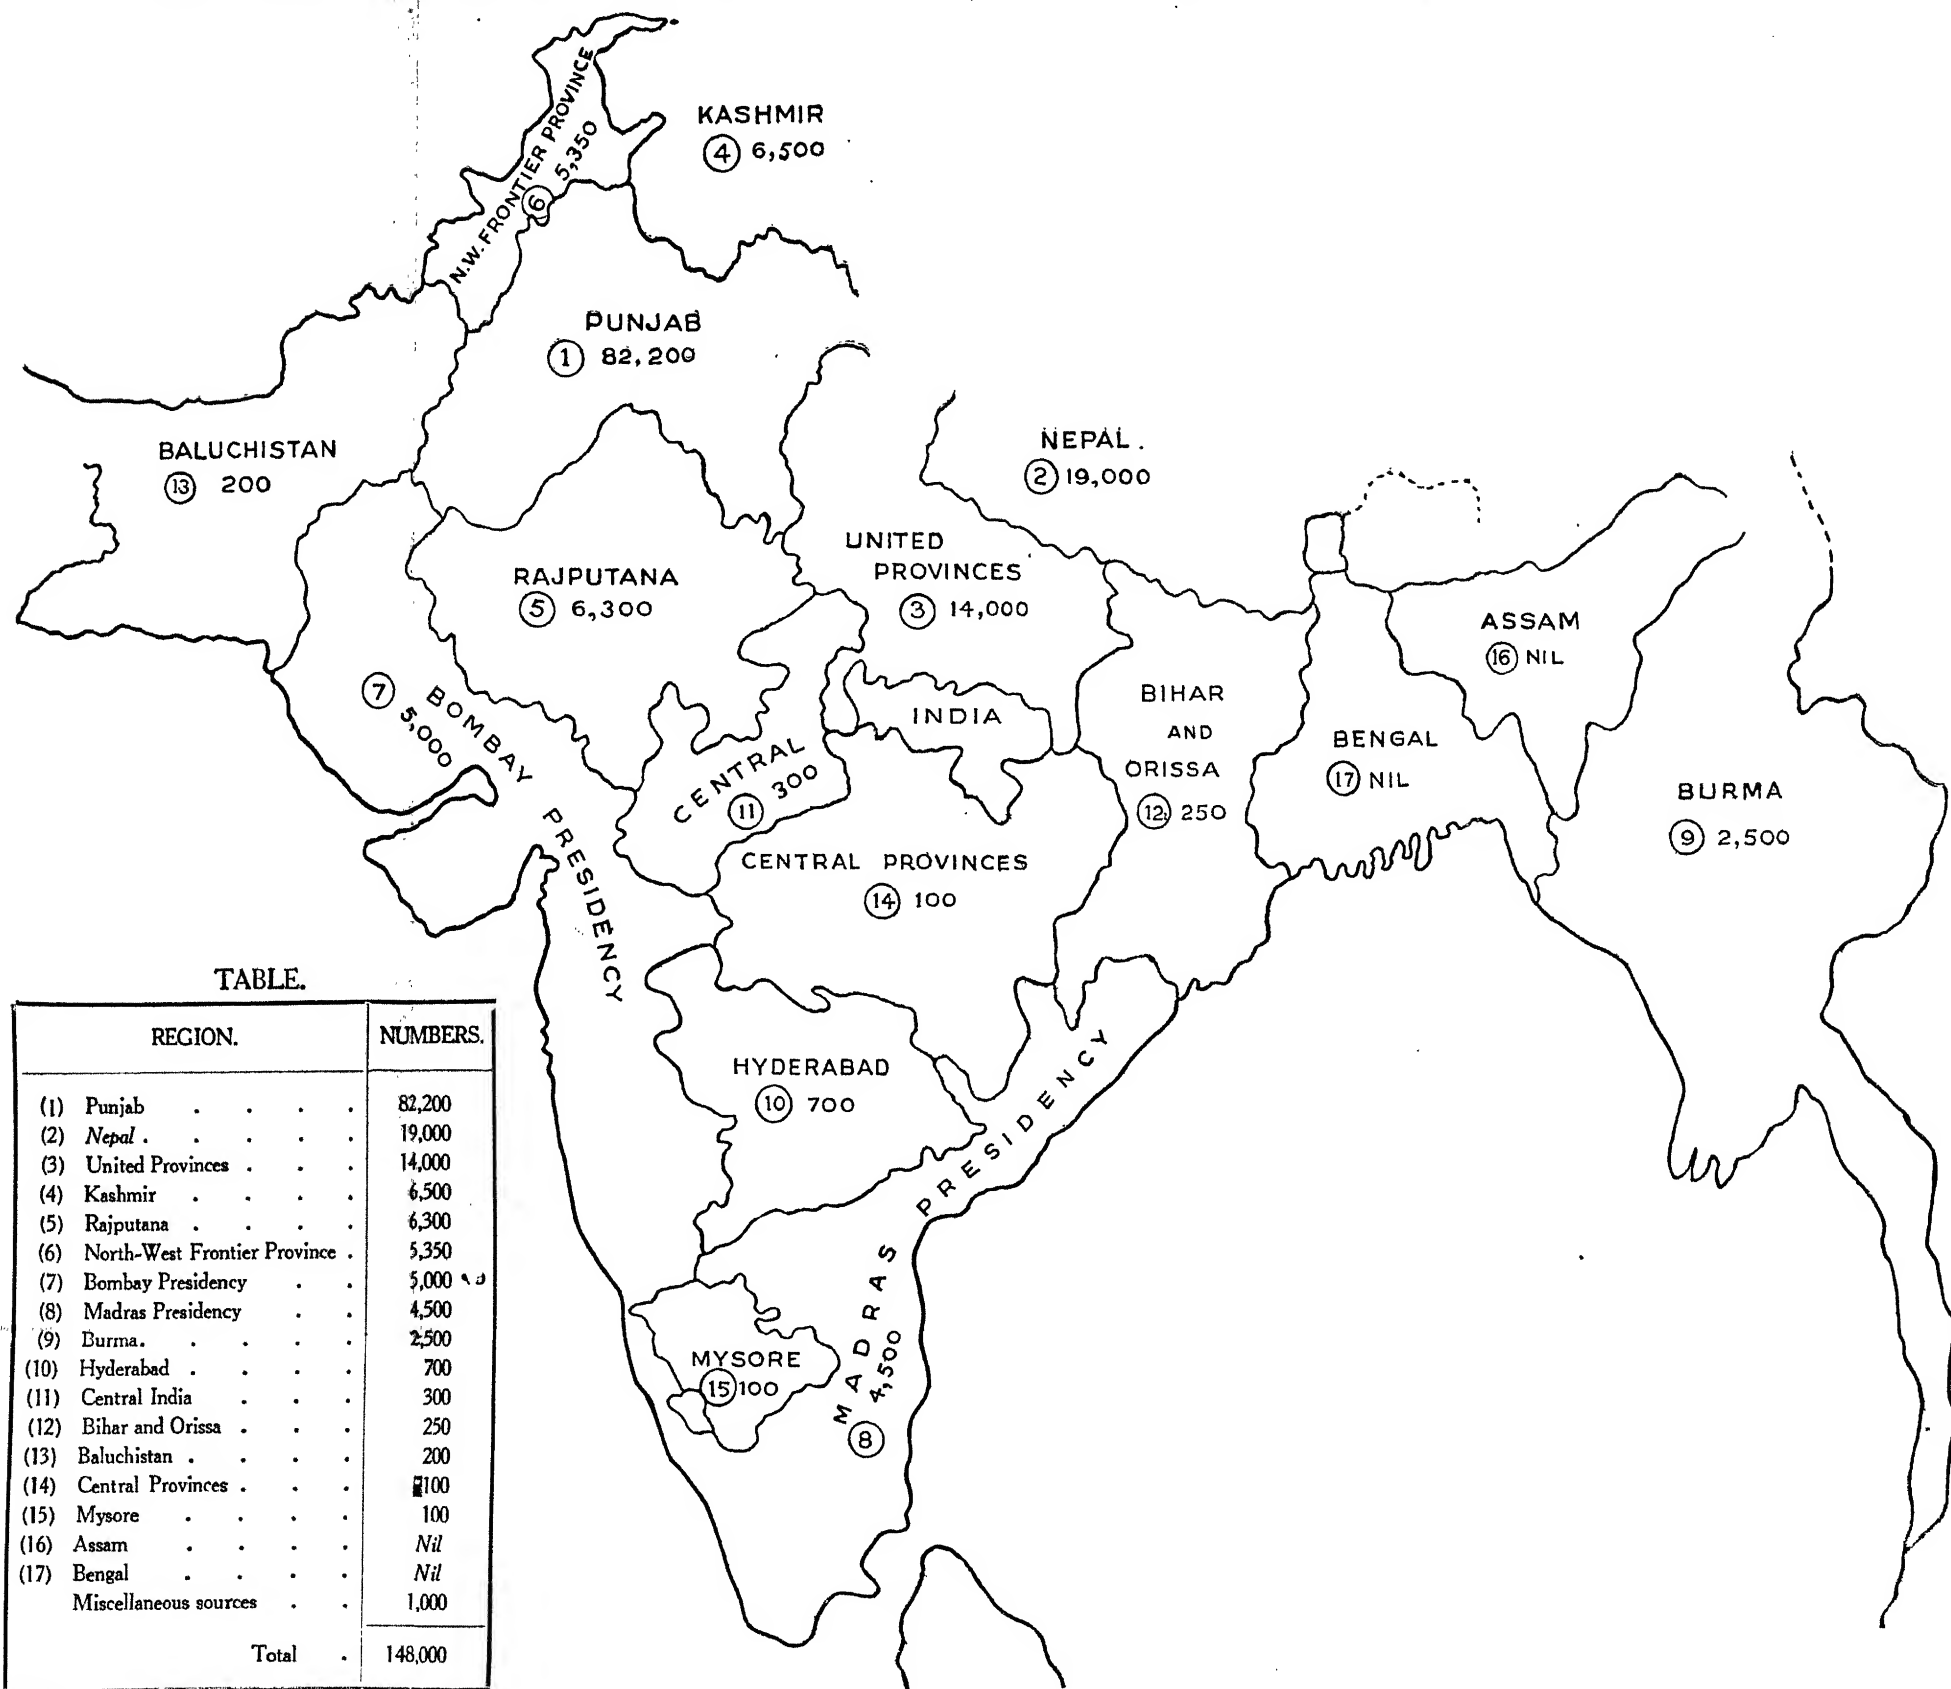 N.W. FRONTIER PROVINCE
⑥ 5,350
KASHMIR
④ 6,500
PUNJAB
① 82,200
BALUCHISTAN
⑬ 200
NEPAL.
② 19,000
UNITED
PROVINCES
③ 14,000
RAJPUTANA
⑤ 6,300
ASSAM
⑯ NIL
BOMBAY PRESIDENCY
⑦ 5,000
CENTRAL INDIA
⑪ 300
BIHAR
AND
ORISSA
⑫ 250
BENGAL
⑰ NIL
BURMA
⑨ 2,500
CENTRAL PROVINCES
⑭ 100
HYDERABAD
⑩ 700
MADRAS PRESIDENCY
⑧ 4,500
MYSORE
⑮ 100
TABLE.
REGION. NUMBERS.
(1) Punjab . . . . 82,200
(2) Nepal . . . . . 19,000
(3) United Provinces . . . 14,000
(4) Kashmir . . . . 6,500
(5) Rajputana . . . . 6,300
(6) North-West Frontier Province . 5,350
(7) Bombay Presidency . . 5,000
(8) Madras Presidency . . 4,500
(9) Burma. . . . . 2,500
(10) Hyderabad . . . . 700
(11) Central India . . . 300
(12) Bihar and Orissa . . . 250
(13) Baluchistan . . . . 200
(14) Central Provinces . . . 100
(15) Mysore . . . . 100
(16) Assam . . . . Nil
(17) Bengal . . . . Nil
Miscellaneous sources . . 1,000
Total . 148,000